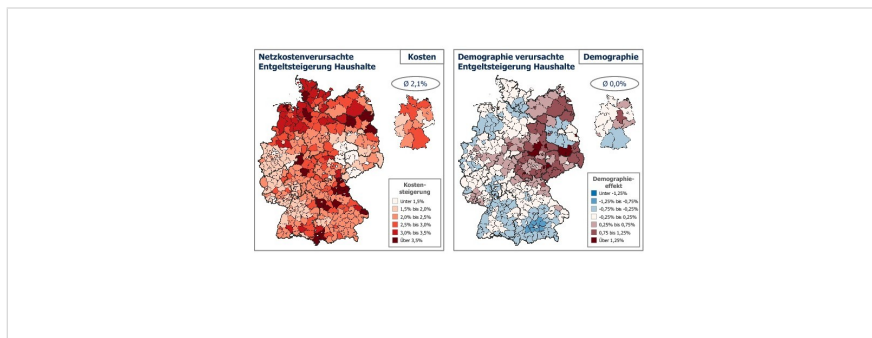 Netzkostenverursachte
Entgeltsteigerung Haushalte
Kosten
Ø 2,1%
Kosten-
steigerung
Unter 1,5%
1,5% bis 2,0%
2,0% bis 2,5%
2,5% bis 3,0%
3,0% bis 3,5%
Über 3,5%
Demographie verursachte
Entgeltsteigerung Haushalte
Demographie
Ø 0,0%
Demographie-
effekt
Unter -1,25%
-1,25% bis -0,75%
-0,75% bis -0,25%
-0,25% bis 0,25%
0,25% bis 0,75%
0,75 bis 1,25%
Über 1,25%